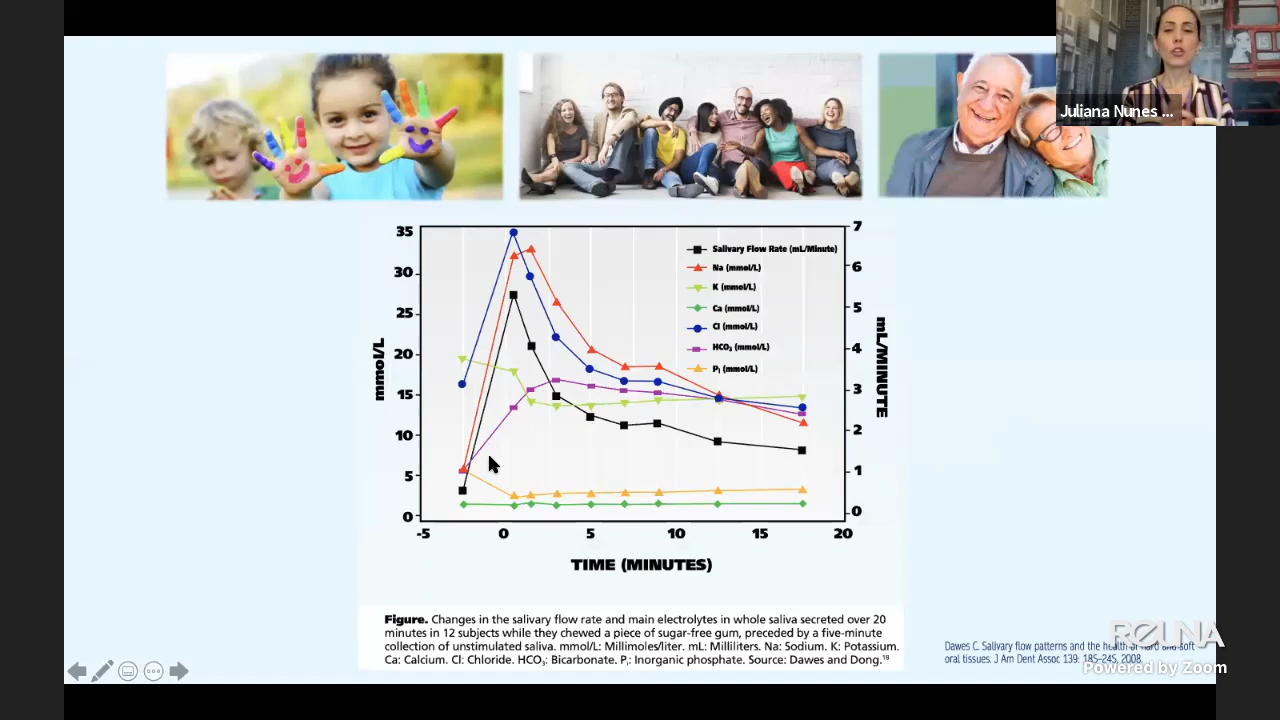 Juliana Nunes ...
35
30
25
20
15
10
5
0
mmol/L
7
6
5
4
3
2
1
0
mL/MINUTE
Salivary Flow Rate (mL/Minute)
Na (mmol/L)
K (mmol/L)
Ca (mmol/L)
Cl (mmol/L)
HCO₃ (mmol/L)
Pᵢ (mmol/L)
-5 0 5 10 15 20
TIME (MINUTES)
Figure. Changes in the salivary flow rate and main electrolytes in whole saliva secreted over 20
minutes in 12 subjects while they chewed a piece of sugar-free gum, preceded by a five-minute
collection of unstimulated saliva. mmol/L: Millimoles/liter. mL: Milliliters. Na: Sodium. K: Potassium.
Ca: Calcium. Cl: Chloride. HCO₃: Bicarbonate. Pᵢ: Inorganic phosphate. Source: Dawes and Dong.¹⁹
Dawes C. Salivary flow patterns and the health of hard and soft
oral tissues. J Am Dent Assoc 139: 18S-24S, 2008.
Powered by Zoom